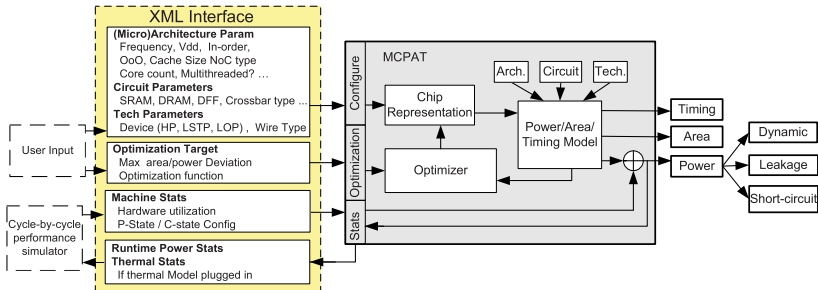 XML Interface
(Micro)Architecture Param
Frequency, Vdd, In-order,
OoO, Cache Size NoC type
Core count, Multithreaded? ...
Circuit Parameters
SRAM, DRAM, DFF, Crossbar type ...
Tech Parameters
Device (HP, LSTP, LOP) , Wire Type
User Input
Optimization Target
Max area/power Deviation
Optimization function
Machine Stats
Hardware utilization
P-State / C-state Config
Cycle-by-cycle
performance
simulator
Runtime Power Stats
Thermal Stats
If thermal Model plugged in
Configure
Optimization
Stats
MCPAT
Chip
Representation
Optimizer
Arch.
Circuit
Tech.
Power/Area/
Timing Model
Timing
Area
Power
Dynamic
Leakage
Short-circuit